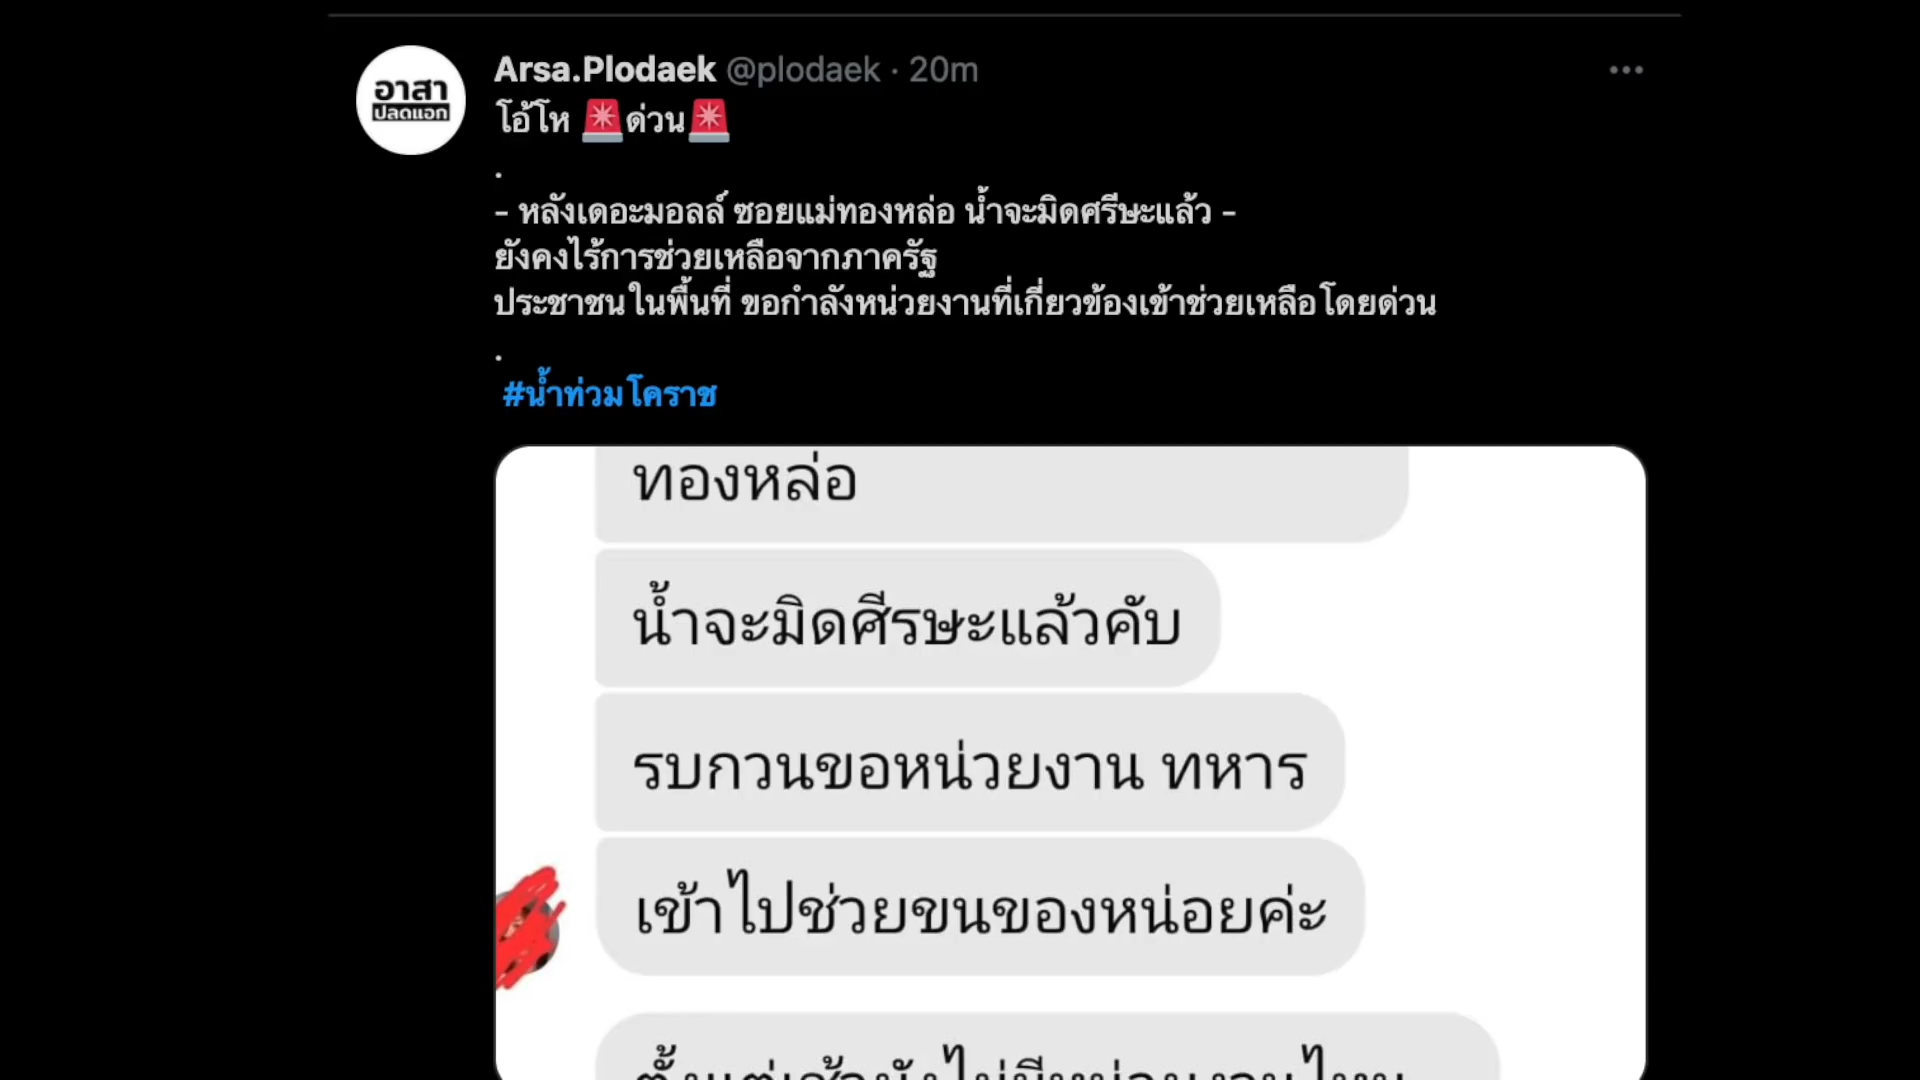 Arsa.Plodaek @plodaek · 20m
อาสา
ปลดแอก
โอ้โห 🚨ด่วน🚨
.
- หลังเดอะมอลล์ ซอยแม่ทองหล่อ น้ำจะมิดศรีษะแล้ว -
ยังคงไร้การช่วยเหลือจากภาครัฐ
ประชาชนในพื้นที่ ขอกำลังหน่วยงานที่เกี่ยวข้องเข้าช่วยเหลือโดยด่วน
.
#น้ำท่วมโคราช
ทองหล่อ
น้ำจะมิดศีรษะแล้วคับ
รบกวนขอหน่วยงาน ทหาร
เข้าไปช่วยขนของหน่อยค่ะ